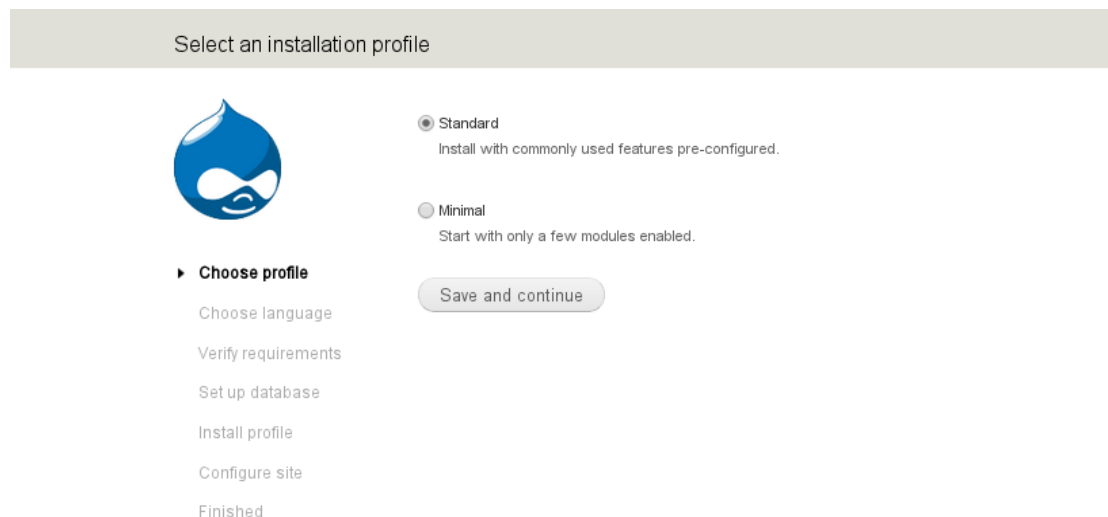 Select an installation profile
Standard
Install with commonly used features pre-configured.
Minimal
Start with only a few modules enabled.
Save and continue
Choose profile
Choose language
Verify requirements
Set up database
Install profile
Configure site
Finished